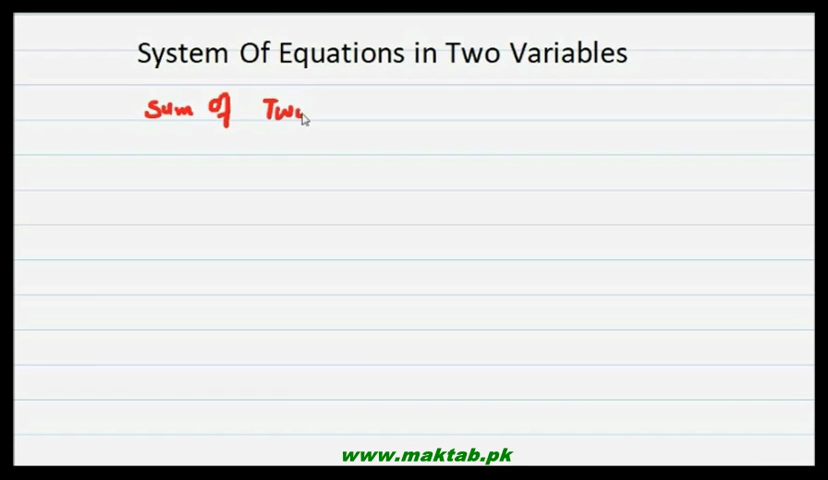 System Of Equations in Two Variables
Sum of
www.maktab.pk